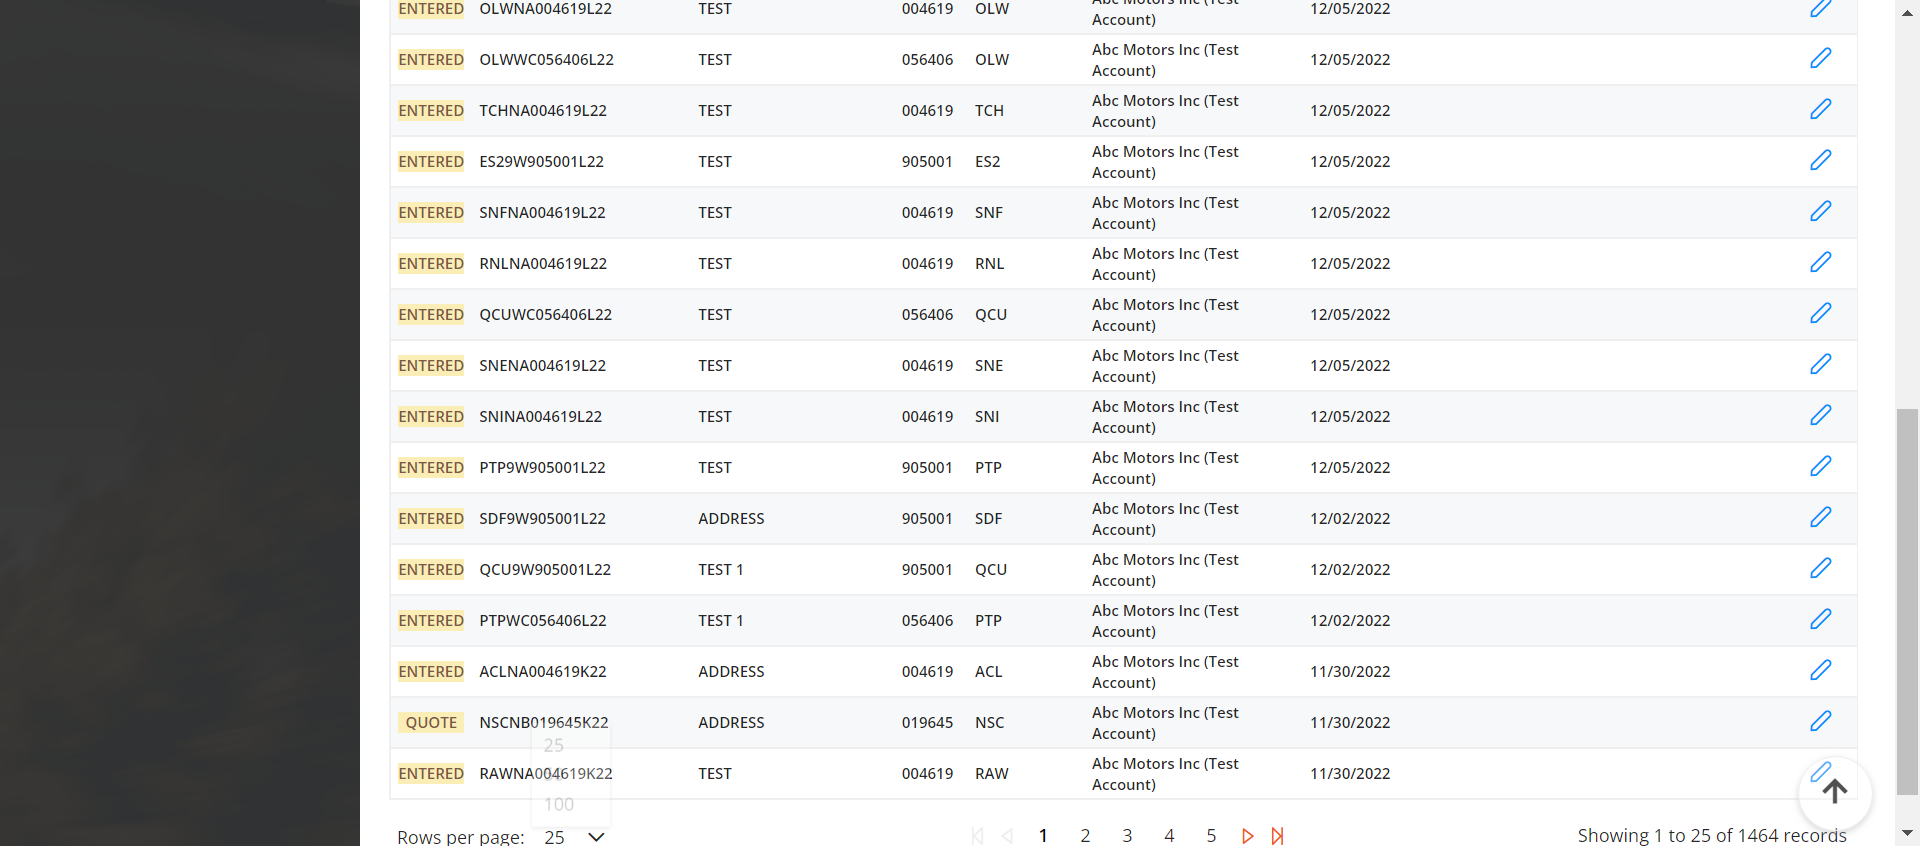 ENTERED OLWNA004619L22 TEST 004619 OLW Abc Motors Inc (Test 12/05/2022
Account)
ENTERED OLWWC056406L22 TEST 056406 OLW Abc Motors Inc (Test 12/05/2022
Account)
ENTERED TCHNA004619L22 TEST 004619 TCH Abc Motors Inc (Test 12/05/2022
Account)
ENTERED ES29W905001L22 TEST 905001 ES2 Abc Motors Inc (Test 12/05/2022
Account)
ENTERED SNFNA004619L22 TEST 004619 SNF Abc Motors Inc (Test 12/05/2022
Account)
ENTERED RNLNA004619L22 TEST 004619 RNL Abc Motors Inc (Test 12/05/2022
Account)
ENTERED QCUWC056406L22 TEST 056406 QCU Abc Motors Inc (Test 12/05/2022
Account)
ENTERED SNENA004619L22 TEST 004619 SNE Abc Motors Inc (Test 12/05/2022
Account)
ENTERED SNINA004619L22 TEST 004619 SNI Abc Motors Inc (Test 12/05/2022
Account)
ENTERED PTP9W905001L22 TEST 905001 PTP Abc Motors Inc (Test 12/05/2022
Account)
ENTERED SDF9W905001L22 ADDRESS 905001 SDF Abc Motors Inc (Test 12/02/2022
Account)
ENTERED QCU9W905001L22 TEST 1 905001 QCU Abc Motors Inc (Test 12/02/2022
Account)
ENTERED PTPWC056406L22 TEST 1 056406 PTP Abc Motors Inc (Test 12/02/2022
Account)
ENTERED ACLNA004619K22 ADDRESS 004619 ACL Abc Motors Inc (Test 11/30/2022
Account)
QUOTE NSCNB019645K22 ADDRESS 019645 NSC Abc Motors Inc (Test 11/30/2022
Account)
25
ENTERED RAWNA004619K22 TEST 004619 RAW Abc Motors Inc (Test 11/30/2022
Account)
100
Rows per page: 25 1 2 3 4 5 Showing 1 to 25 of 1464 records